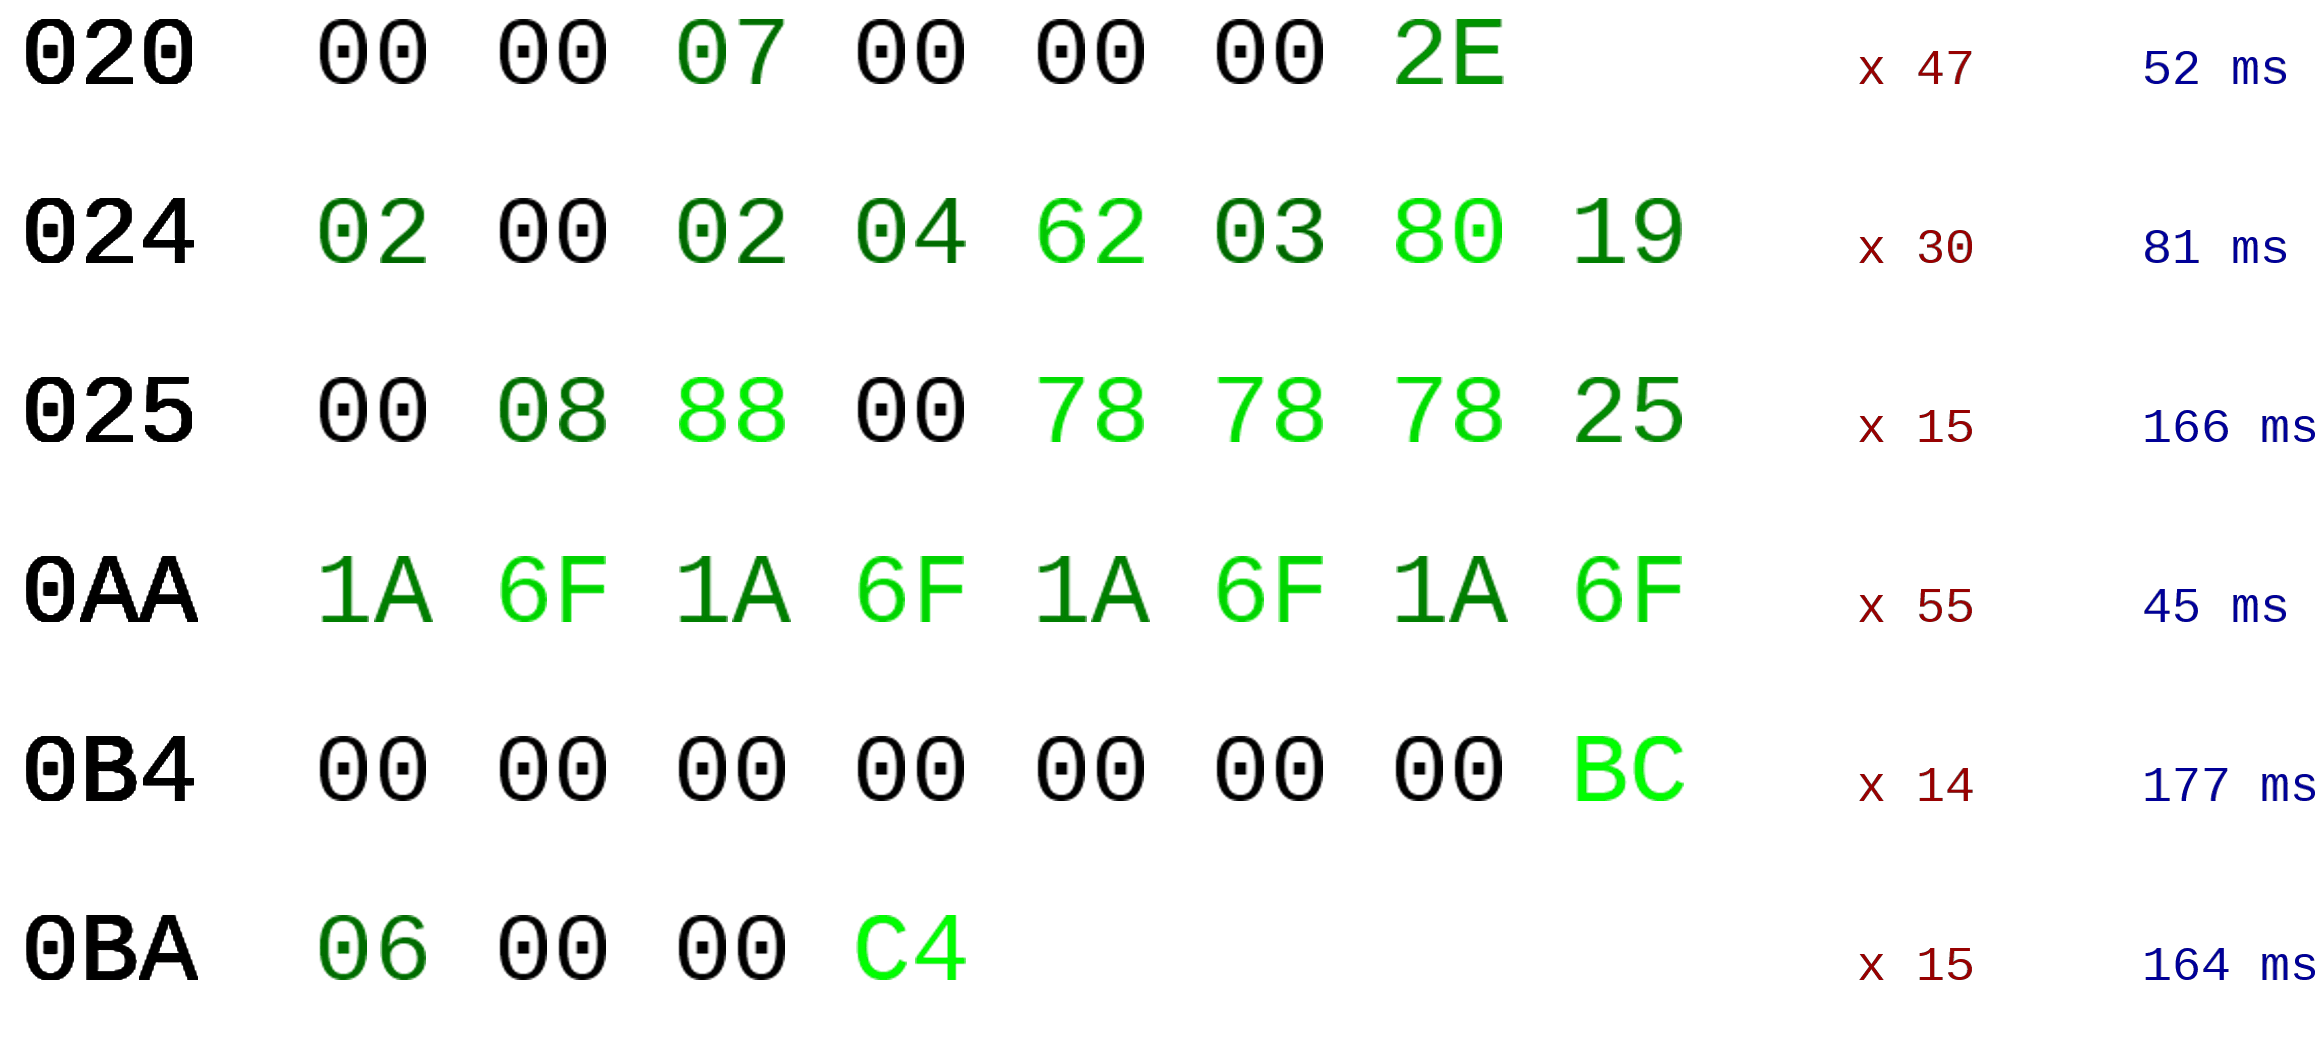 020 00 00 07 00 00 00 2E x 47 52 ms
024 02 00 02 04 62 03 80 19 x 30 81 ms
025 00 08 88 00 78 78 78 25 x 15 166 ms
0AA 1A 6F 1A 6F 1A 6F 1A 6F x 55 45 ms
0B4 00 00 00 00 00 00 00 BC x 14 177 ms
0BA 06 00 00 C4 x 15 164 ms